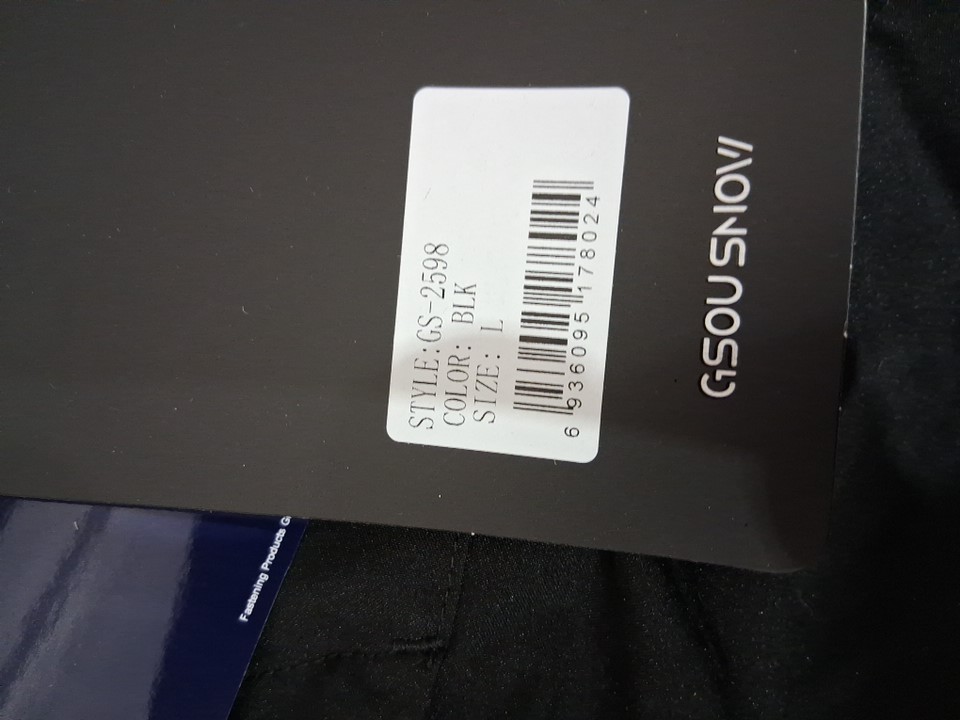 STYLE:GS-2598
COLOR: BLK
SIZE: L
6 936095 178024
GSOU SNOW
Fastening Products